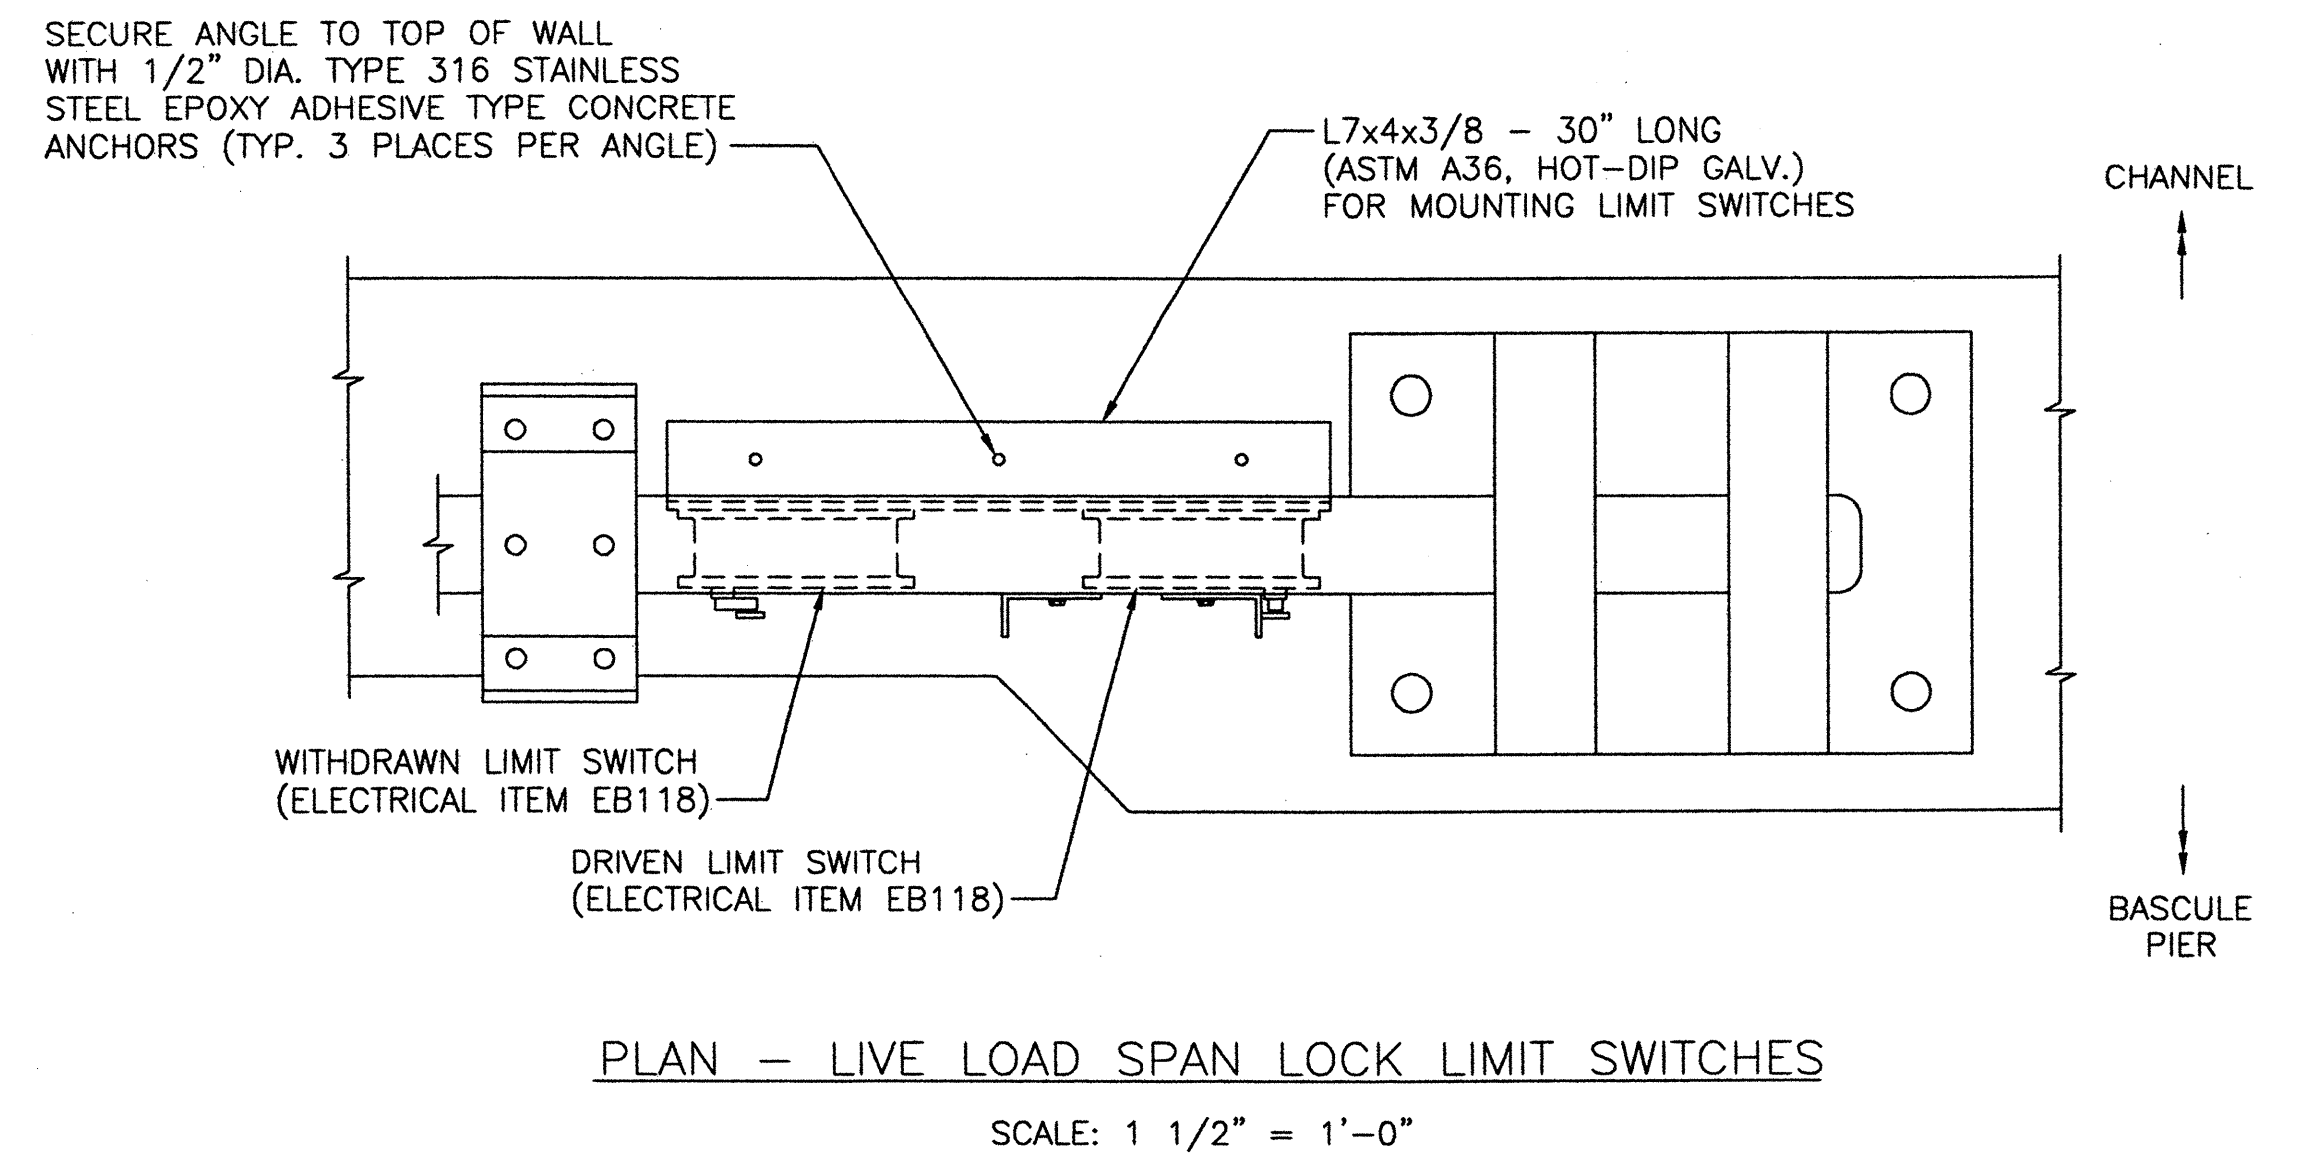 SECURE ANGLE TO TOP OF WALL
WITH 1/2" DIA. TYPE 316 STAINLESS
STEEL EPOXY ADHESIVE TYPE CONCRETE
ANCHORS (TYP. 3 PLACES PER ANGLE)
L7x4x3/8 - 30" LONG
(ASTM A36, HOT-DIP GALV.)
FOR MOUNTING LIMIT SWITCHES
CHANNEL
WITHDRAWN LIMIT SWITCH
(ELECTRICAL ITEM EB118)
DRIVEN LIMIT SWITCH
(ELECTRICAL ITEM EB118)
BASCULE
PIER
PLAN - LIVE LOAD SPAN LOCK LIMIT SWITCHES
SCALE: 1 1/2" = 1'-0"